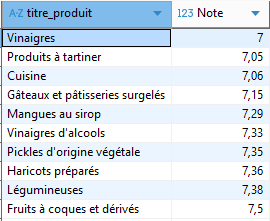 A-Z titre_produit 123 Note
Vinaigres 7
Produits à tartiner 7,05
Cuisine 7,06
Gâteaux et pâtisseries surgelés 7,15
Mangues au sirop 7,29
Vinaigres d'alcools 7,33
Pickles d'origine végétale 7,35
Haricots préparés 7,36
Légumineuses 7,38
Fruits à coques et dérivés 7,5